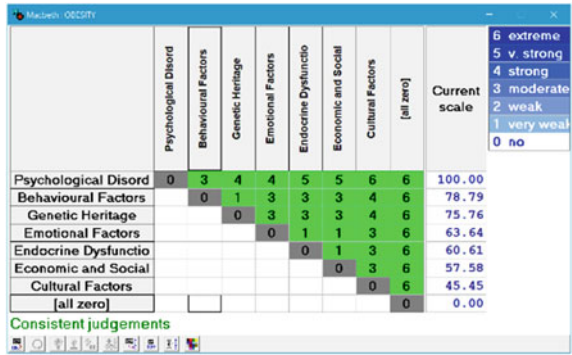 Macbeth : OBESITY
Psychological Disord
Behavioural Factors
Genetic Heritage
Emotional Factors
Endocrine Dysfunctio
Economic and Social
Cultural Factors
[all zero]
Current
scale
6 extreme
5 v. strong
4 strong
3 moderate
2 weak
1 very weak
0 no
Psychological Disord 0 3 4 4 5 5 6 6 100.00
Behavioural Factors 0 1 3 3 3 4 6 78.79
Genetic Heritage 0 3 3 3 4 6 75.76
Emotional Factors 0 1 1 3 6 63.64
Endocrine Dysfunctio 0 1 3 6 60.61
Economic and Social 0 3 6 57.58
Cultural Factors 0 6 45.45
[all zero] 0 0.00
Consistent judgements